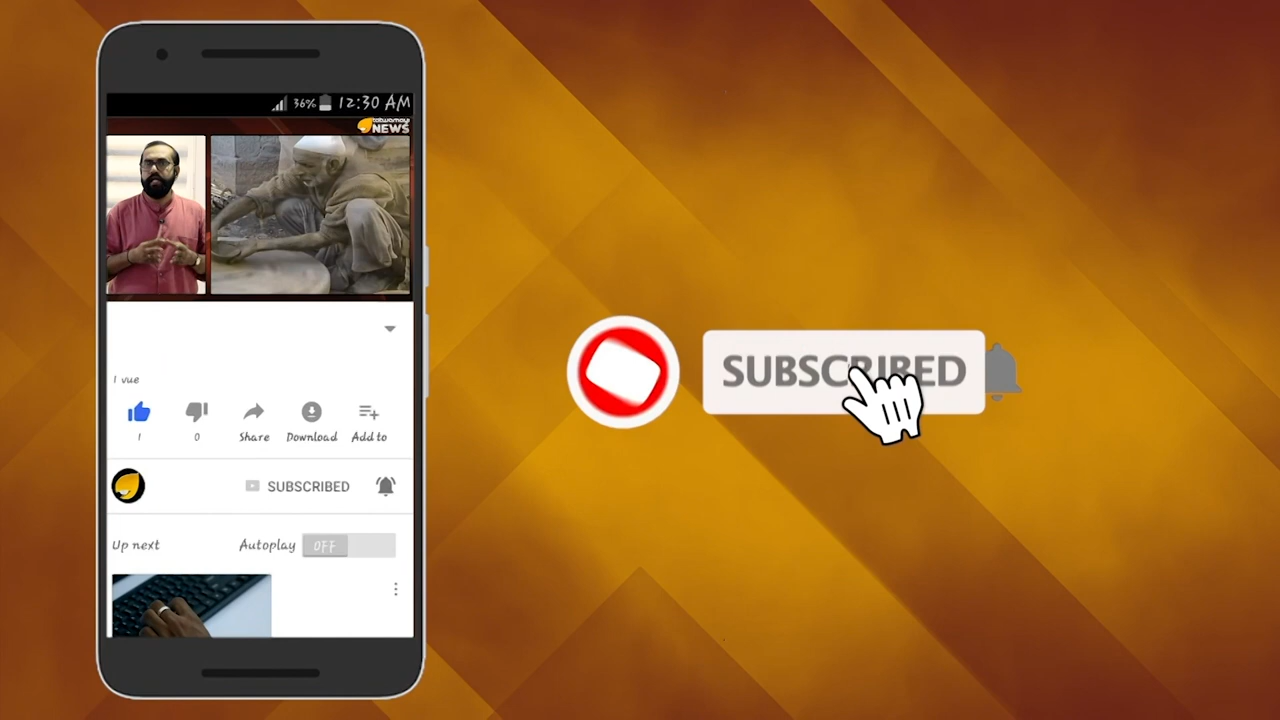 36% 12:30 AM
tatwamayi
NEWS
1 vue
1
0
Share
Download
Add to
SUBSCRIBED
Up next
Autoplay
OFF
SUBSCRIBED